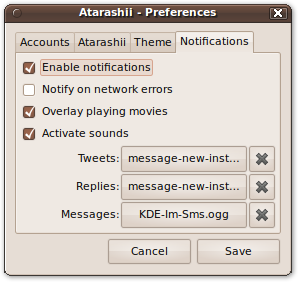 Atarashii - Preferences
Accounts Atarashii Theme Notifications
Enable notifications
Notify on network errors
Overlay playing movies
Activate sounds
Tweets: message-new-inst...
Replies: message-new-inst...
Messages: KDE-Im-Sms.ogg
Cancel Save